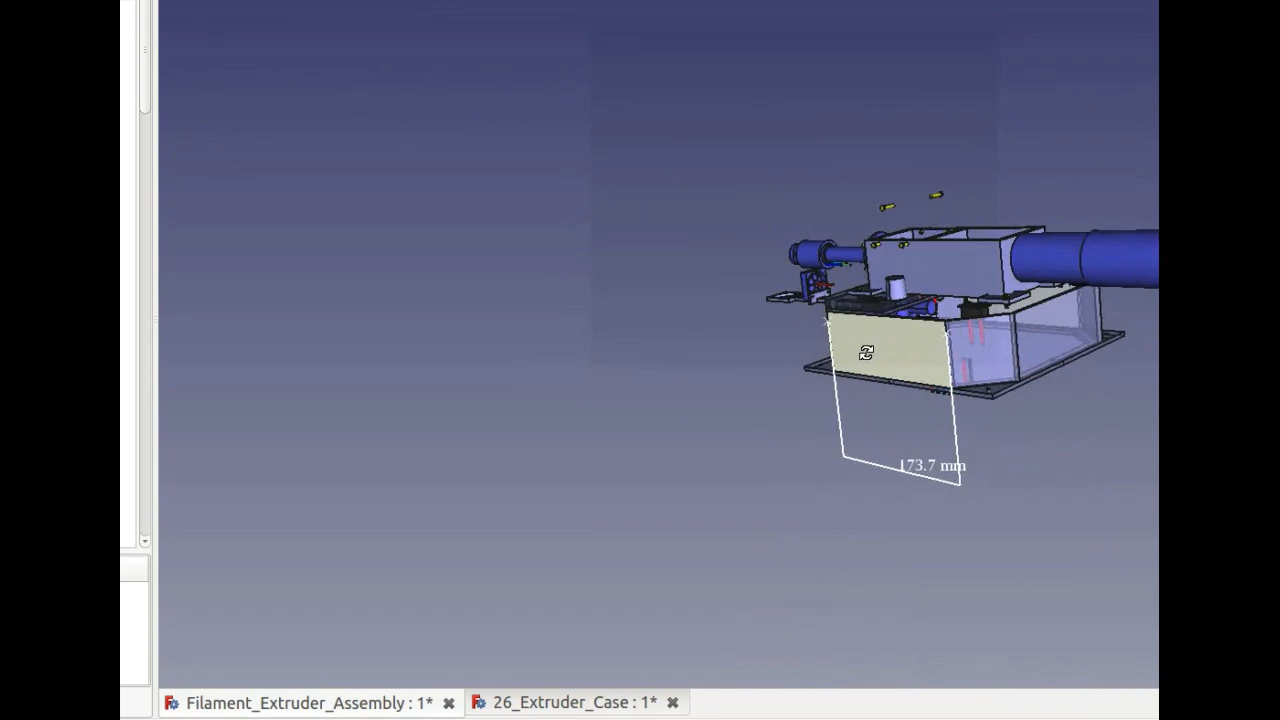 173.7 mm
Filament_Extruder_Assembly : 1*
26_Extruder_Case : 1*